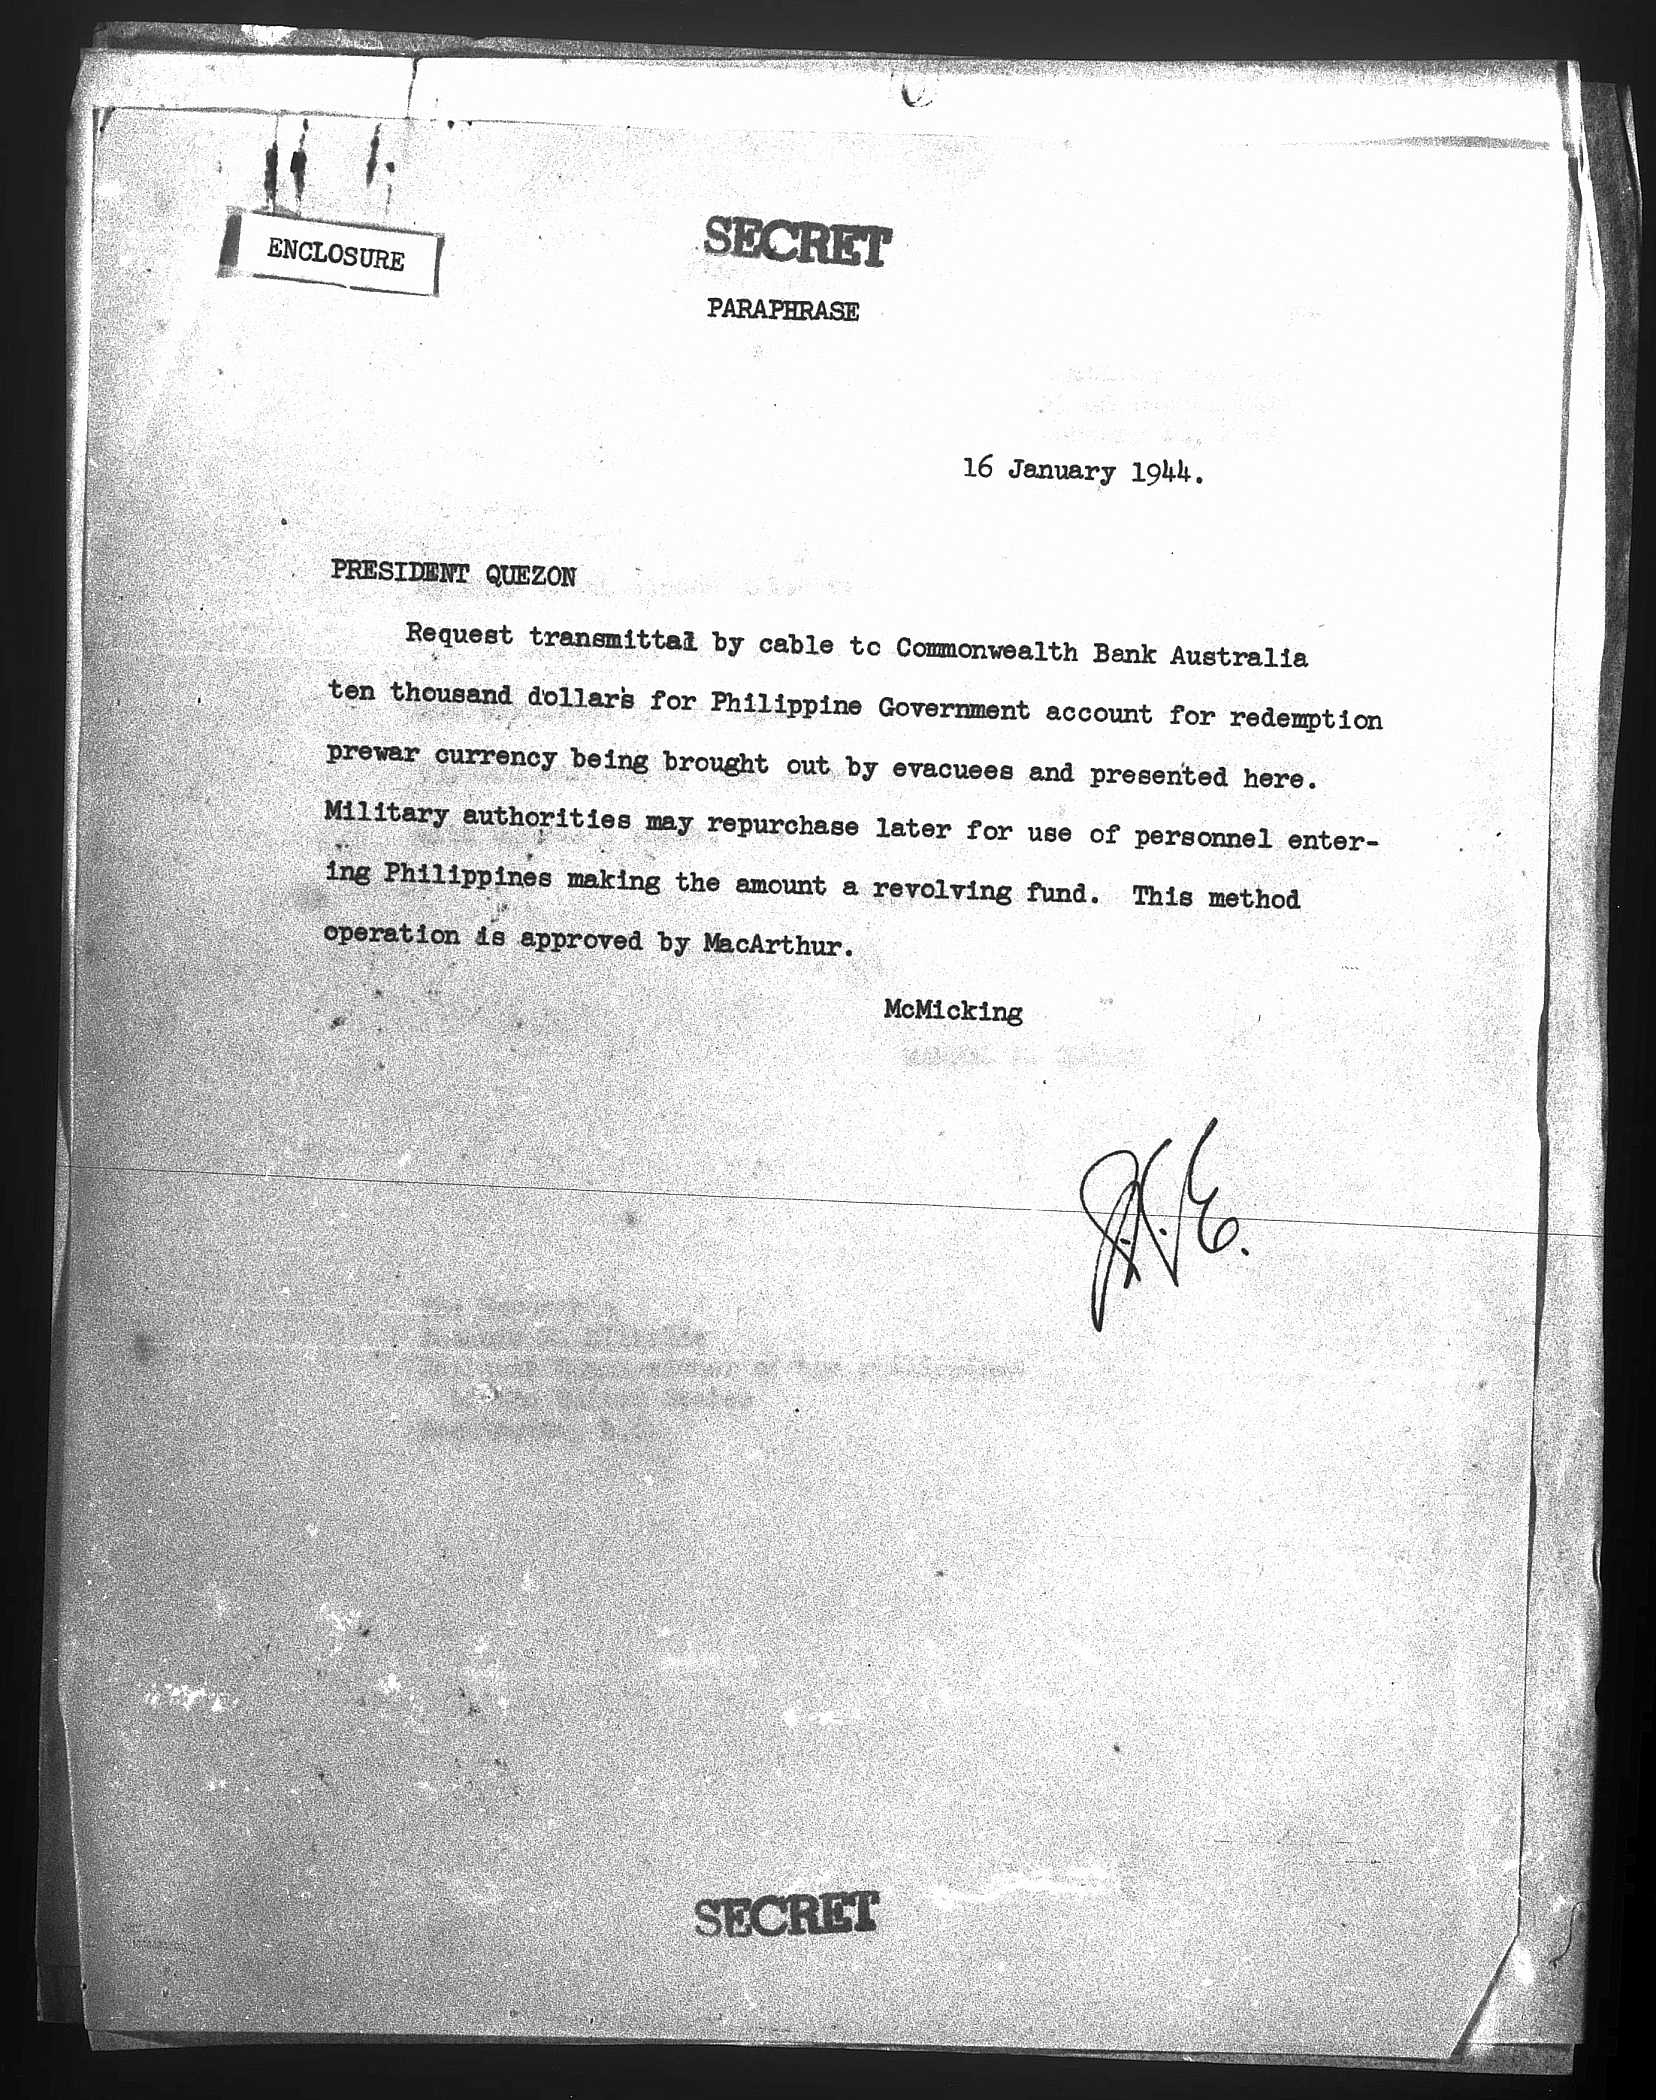 ENCLOSURE
SECRET
PARAPHRASE
16 January 1944.
PRESIDENT QUEZON
Request transmittal by cable to Commonwealth Bank Australia
ten thousand dollars for Philippine Government account for redemption
prewar currency being brought out by evacuees and presented here.
Military authorities may repurchase later for use of personnel enter-
ing Philippines making the amount a revolving fund. This method
operation is approved by MacArthur.
McMicking
SECRET